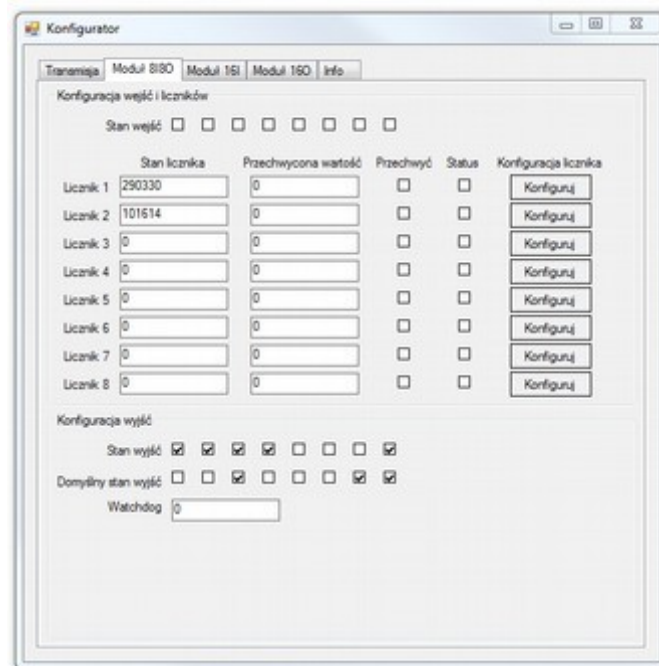 Konfigurator
Transmisja Moduł 8I8O Moduł 16I Moduł 16O Info
Konfiguracja wejść i liczników
Stan wejść
Stan licznika Przechwycona wartość Przechwyć Status Konfiguracja licznika
Licznik 1 290330 0 Konfiguruj
Licznik 2 101614 0 Konfiguruj
Licznik 3 0 0 Konfiguruj
Licznik 4 0 0 Konfiguruj
Licznik 5 0 0 Konfiguruj
Licznik 6 0 0 Konfiguruj
Licznik 7 0 0 Konfiguruj
Licznik 8 0 0 Konfiguruj
Konfiguracja wyjść
Stan wyjść
Domyślny stan wyjść
Watchdog 0